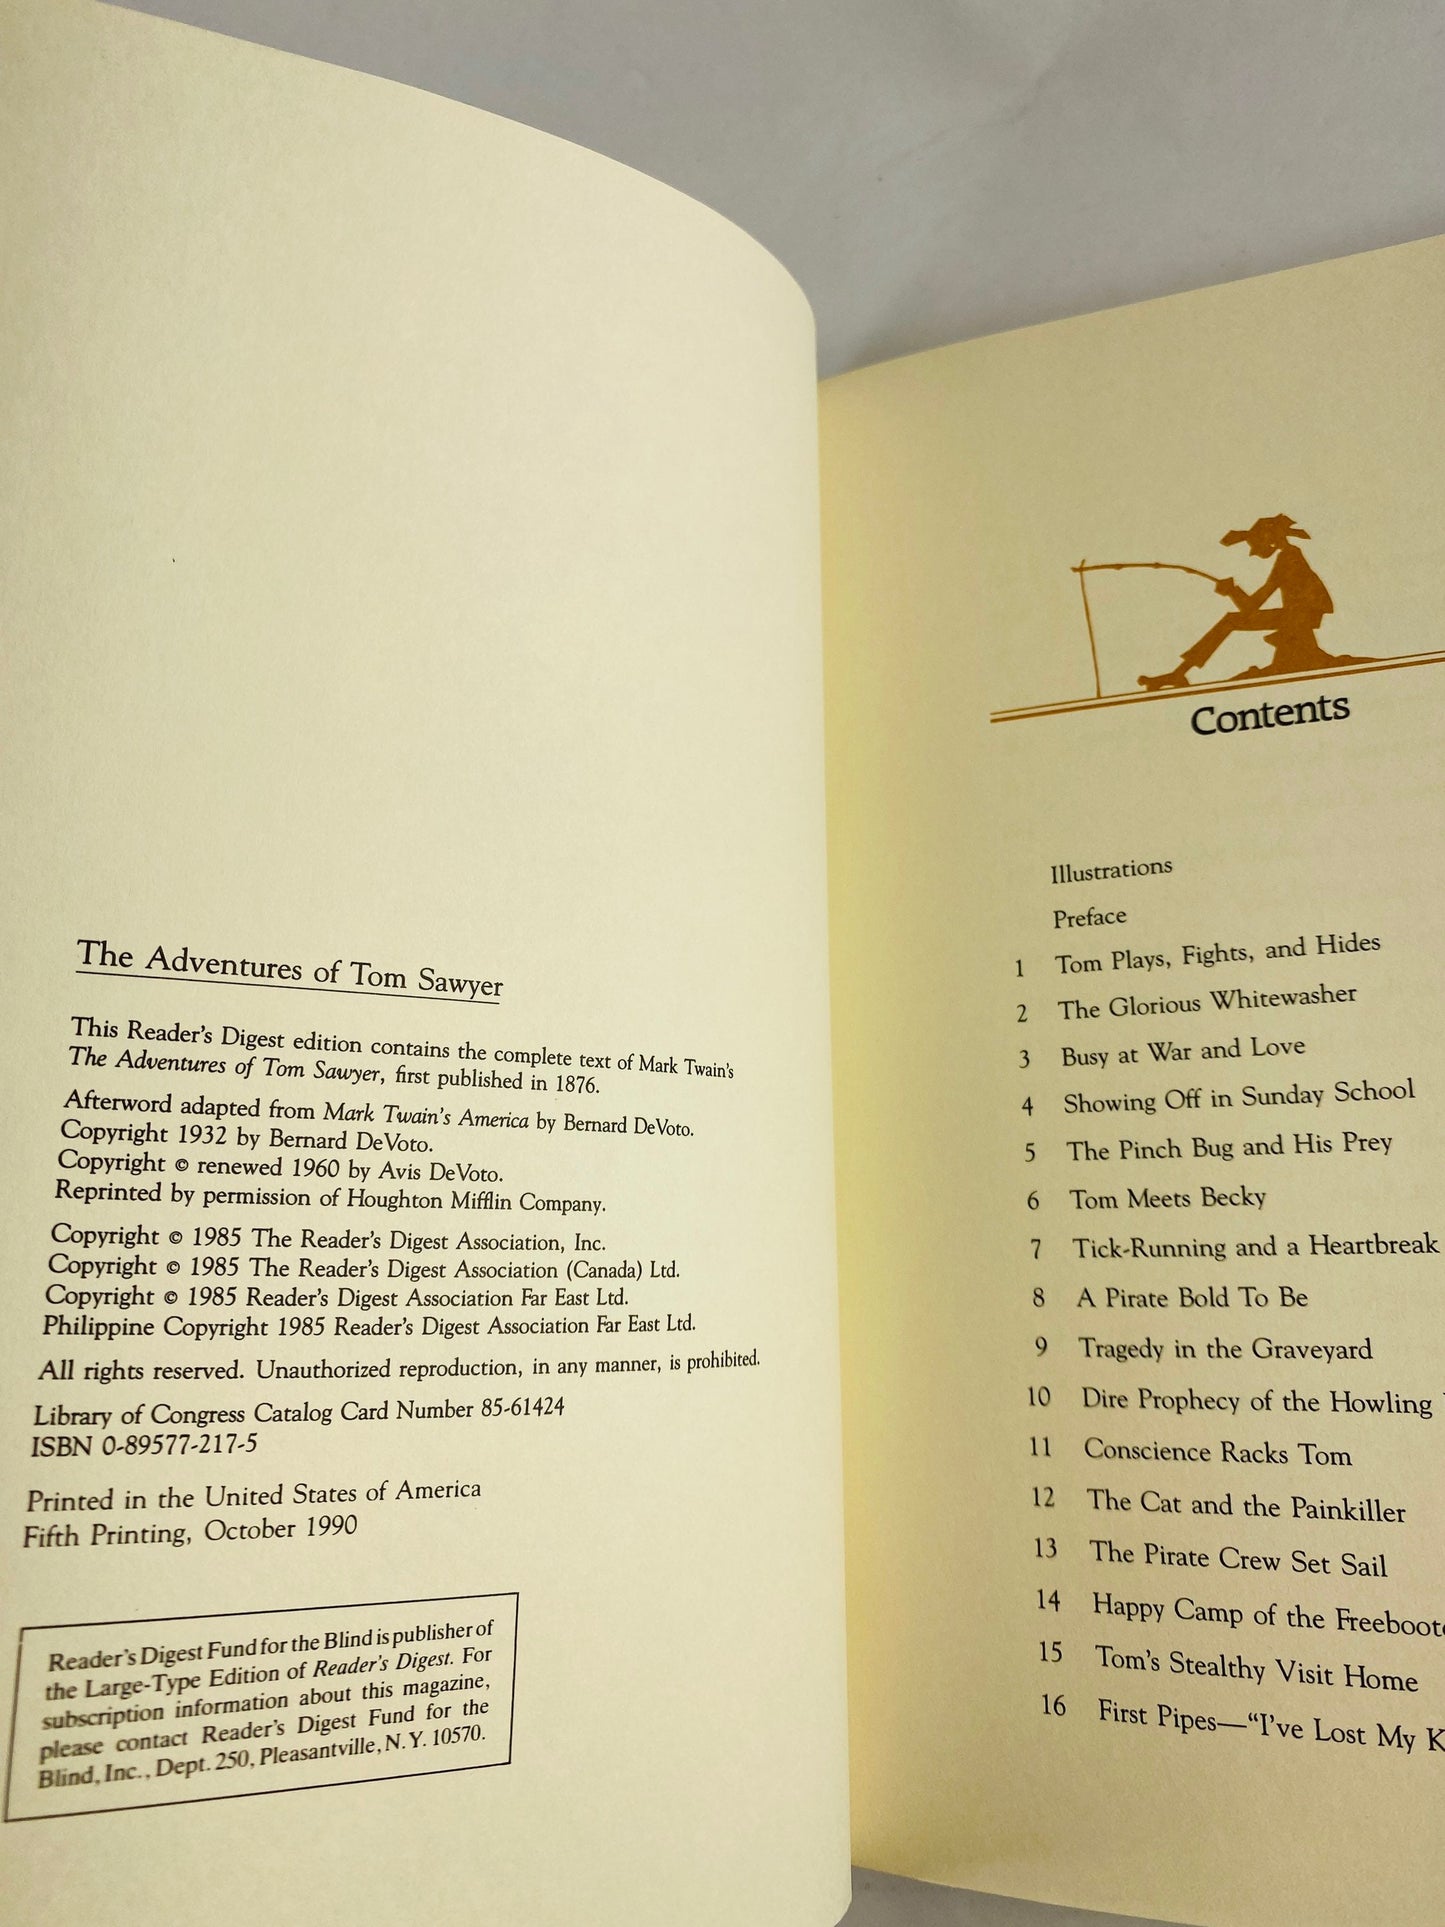 The Adventures of Tom Sawyer
This Reader's Digest edition contains the complete text of Mark Twain's
The Adventures of Tom Sawyer, first published in 1876.
Afterword adapted from Mark Twain's America by Bernard DeVoto.
Copyright 1932 by Bernard DeVoto.
Copyright © renewed 1960 by Avis DeVoto.
Reprinted by permission of Houghton Mifflin Company.
Copyright © 1985 The Reader's Digest Association, Inc.
Copyright © 1985 The Reader's Digest Association (Canada) Ltd.
Copyright © 1985 Reader's Digest Association Far East Ltd.
Philippine Copyright 1985 Reader's Digest Association Far East Ltd.
All rights reserved. Unauthorized reproduction, in any manner, is prohibited.
Library of Congress Catalog Card Number 85-61424
ISBN 0-89577-217-5
Printed in the United States of America
Fifth Printing, October 1990
Reader's Digest Fund for the Blind is publisher of
the Large-Type Edition of Reader's Digest. For
subscription information about this magazine,
please contact Reader's Digest Fund for the
Blind, Inc., Dept. 250, Pleasantville, N.Y. 10570.
Contents
Illustrations
Preface
1 Tom Plays, Fights, and Hides
2 The Glorious Whitewasher
3 Busy at War and Love
4 Showing Off in Sunday School
5 The Pinch Bug and His Prey
6 Tom Meets Becky
7 Tick-Running and a Heartbreak
8 A Pirate Bold To Be
9 Tragedy in the Graveyard
10 Dire Prophecy of the Howling
11 Conscience Racks Tom
12 The Cat and the Painkiller
13 The Pirate Crew Set Sail
14 Happy Camp of the
15 Tom's Stealthy Visit Home
16 First Pipes—"I've Lost My